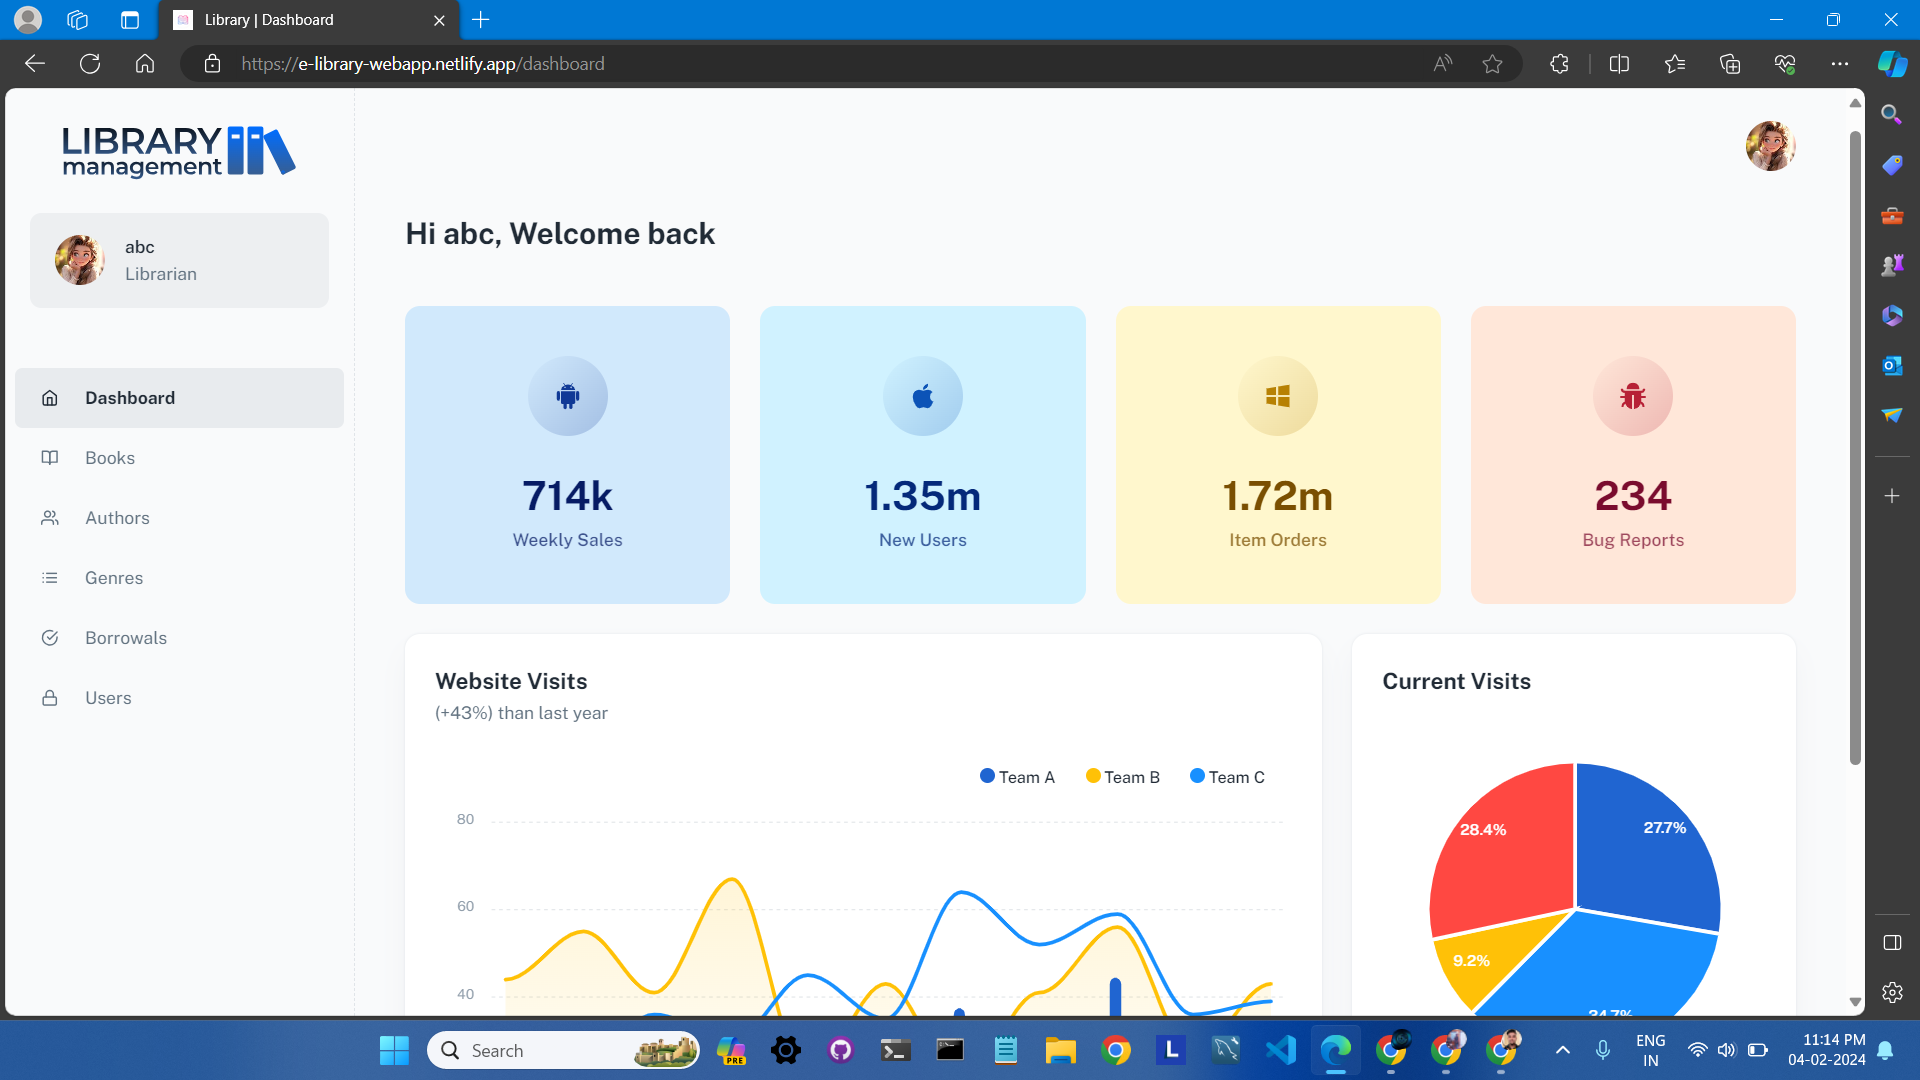 Library | Dashboard
https://e-library-webapp.netlify.app/dashboard
LIBRARY
management
abc
Librarian
Dashboard
Books
Authors
Genres
Borrowals
Users
Hi abc, Welcome back
714k
Weekly Sales
1.35m
New Users
1.72m
Item Orders
234
Bug Reports
Website Visits
(+43%) than last year
Team A
Team B
Team C
80
60
40
Current Visits
28.4%
27.7%
9.2%
34.7%
Search
PRE
L
ENG
IN
11:14 PM
04-02-2024